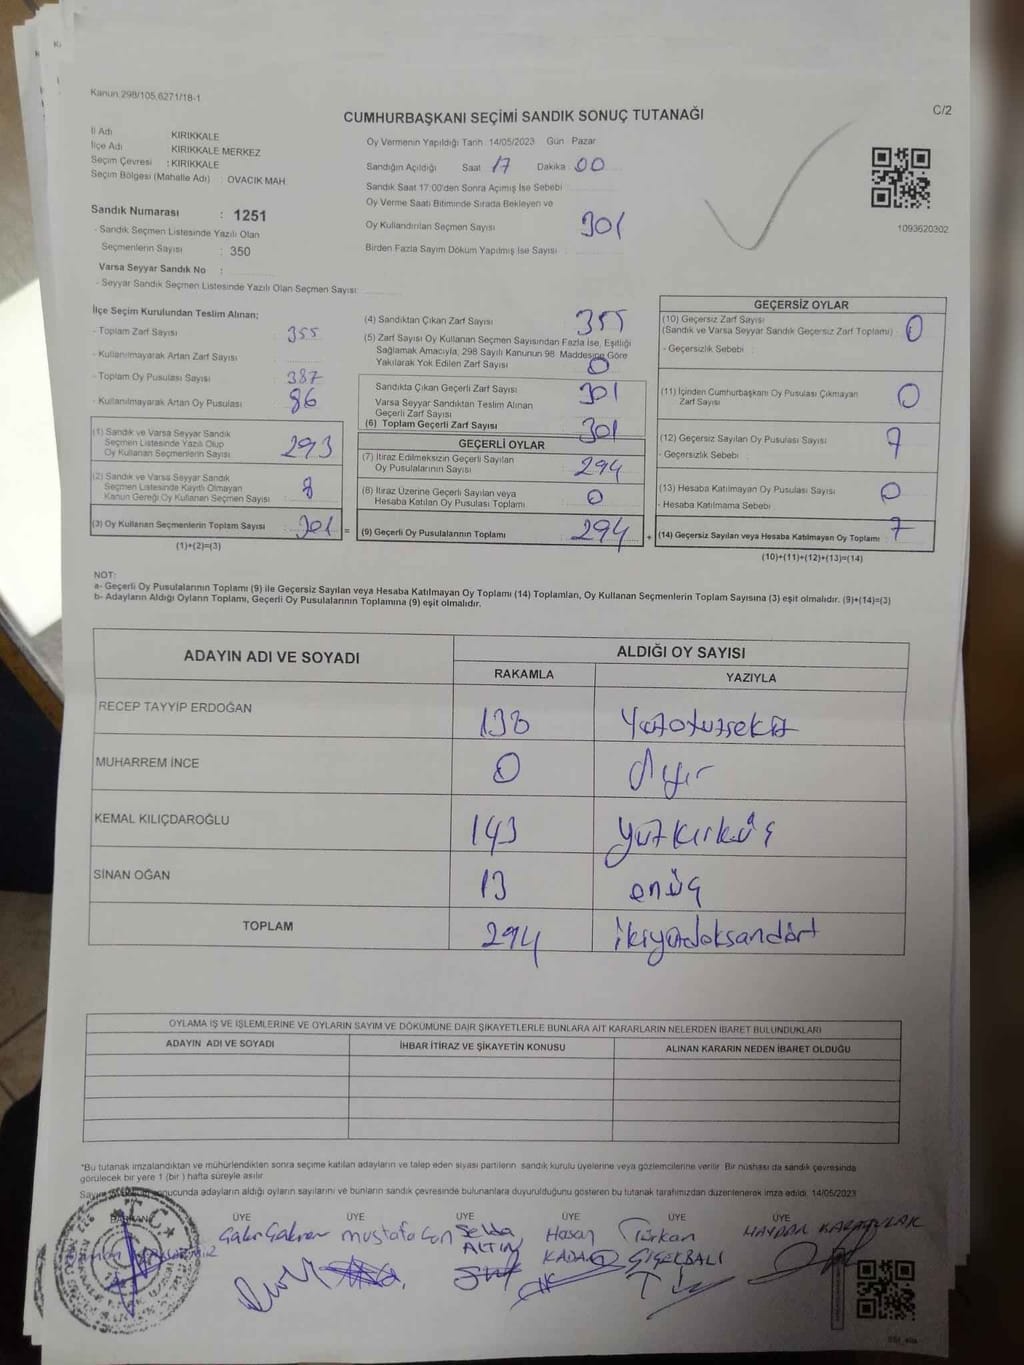 Kanun 298/105,6271/18-1
C/2
CUMHURBAŞKANI SEÇİMİ SANDIK SONUÇ TUTANAĞI
İl Adı KIRIKKALE
İlçe Adı KIRIKKALE MERKEZ
Seçim Çevresi : KIRIKKALE
Seçim Bölgesi (Mahalle Adı) : OVACIK MAH.
Sandık Numarası : 1251
- Sandık Seçmen Listesinde Yazılı Olan
Seçmenlerin Sayısı : 350
Varsa Seyyar Sandık No :
- Seyyar Sandık Seçmen Listesinde Yazılı Olan Seçmen Sayısı:
Oy Vermenin Yapıldığı Tarih : 14/05/2023 Gün : Pazar
Sandığın Açıldığı Saat : 17 Dakika : 00
Sandık Saat 17:00'den Sonra Açılmış İse Sebebi
Oy Verme Saati Bitiminde Sırada Bekleyen ve
Oy Kullandırılan Seçmen Sayısı : 301
Birden Fazla Sayım Döküm Yapılmış İse Sayısı :
1093620302
İlçe Seçim Kurulundan Teslim Alınan;
- Toplam Zarf Sayısı : 355
- Kullanılmayarak Artan Zarf Sayısı :
- Toplam Oy Pusulası Sayısı : 387
- Kullanılmayarak Artan Oy Pusulası : 86
(1) Sandık ve Varsa Seyyar Sandık
Seçmen Listesinde Yazılı Olup
Oy Kullanan Seçmenlerin Sayısı : 293
(2) Sandık ve Varsa Seyyar Sandık
Seçmen Listesinde Kayıtlı Olmayan
Kanun Gereği Oy Kullanan Seçmen Sayısı : 8
(3) Oy Kullanan Seçmenlerin Toplam Sayısı : 301 =
(1)+(2)=(3)
(4) Sandıktan Çıkan Zarf Sayısı : 355
(5) Zarf Sayısı Oy Kullanan Seçmen Sayısından Fazla İse, Eşitliği
Sağlamak Amacıyla, 298 Sayılı Kanunun 98. Maddesine Göre
Yakılarak Yok Edilen Zarf Sayısı : 0
Sandıkta Çıkan Geçerli Zarf Sayısı : 301
Varsa Seyyar Sandıktan Teslim Alınan
Geçerli Zarf Sayısı
(6) Toplam Geçerli Zarf Sayısı : 301
GEÇERLİ OYLAR
(7) İtiraz Edilmeksizin Geçerli Sayılan
Oy Pusulalarının Sayısı : 294
(8) İtiraz Üzerine Geçerli Sayılan veya
Hesaba Katılan Oy Pusulası Toplamı : 0
(9) Geçerli Oy Pusulalarının Toplamı : 294 +
GEÇERSİZ OYLAR
(10) Geçersiz Zarf Sayısı
(Sandık ve Varsa Seyyar Sandık Geçersiz Zarf Toplamı) : 0
- Geçersizlik Sebebi :
(11) İçinden Cumhurbaşkanı Oy Pusulası Çıkmayan
Zarf Sayısı : 0
(12) Geçersiz Sayılan Oy Pusulası Sayısı : 7
- Geçersizlik Sebebi :
(13) Hesaba Katılmayan Oy Pusulası Sayısı : 0
- Hesaba Katılmama Sebebi :
(14) Geçersiz Sayılan veya Hesaba Katılmayan Oy Toplamı : 7
(10)+(11)+(12)+(13)=(14)
NOT:
a- Geçerli Oy Pusulalarının Toplamı (9) ile Geçersiz Sayılan veya Hesaba Katılmayan Oy Toplamı (14) Toplamları, Oy Kullanan Seçmenlerin Toplam Sayısına (3) eşit olmalıdır. (9)+(14)=(3)
b- Adayların Aldığı Oyların Toplamı, Geçerli Oy Pusulalarının Toplamına (9) eşit olmalıdır.
ADAYIN ADI VE SOYADI ALDIĞI OY SAYISI
RAKAMLA YAZIYLA
RECEP TAYYİP ERDOĞAN 138 Yüzotuzsekiz
MUHARREM İNCE 0
KEMAL KILIÇDAROĞLU 143 yüzkırküç
SİNAN OĞAN 13 onüç
TOPLAM 294 ikiyüzdoksandört
OYLAMA İŞ VE İŞLEMLERİNE VE OYLARIN SAYIM VE DÖKÜMÜNE DAİR ŞİKAYETLERLE BUNLARA AİT KARARLARIN NELERDEN İBARET BULUNDUKLARI
ADAYIN ADI VE SOYADI İHBAR İTİRAZ VE ŞİKAYETİN KONUSU ALINAN KARARIN NEDEN İBARET OLDUĞU
*Bu tutanak imzalandıktan ve mühürlendikten sonra seçime katılan adayların ve talep eden siyasi partilerin sandık kurulu üyelerine veya gözlemcilerine verilir. Bir nüshası da sandık çevresinde
görülecek bir yere 1 (bir) hafta süreyle asılır.
sonucunda adayların aldığı oyların sayılarını ve bunların sandık çevresinde bulunanlara duyurulduğunu gösteren bu tutanak tarafımızdan düzenlenerek imza edildi. 14/05/2023
BAŞKAN ÜYE ÜYE ÜYE ÜYE ÜYE ÜYE
mustafa Selda Hasan Türkan HAYDAR KARAOĞULAK
ALTIN ÇİÇEKBALI